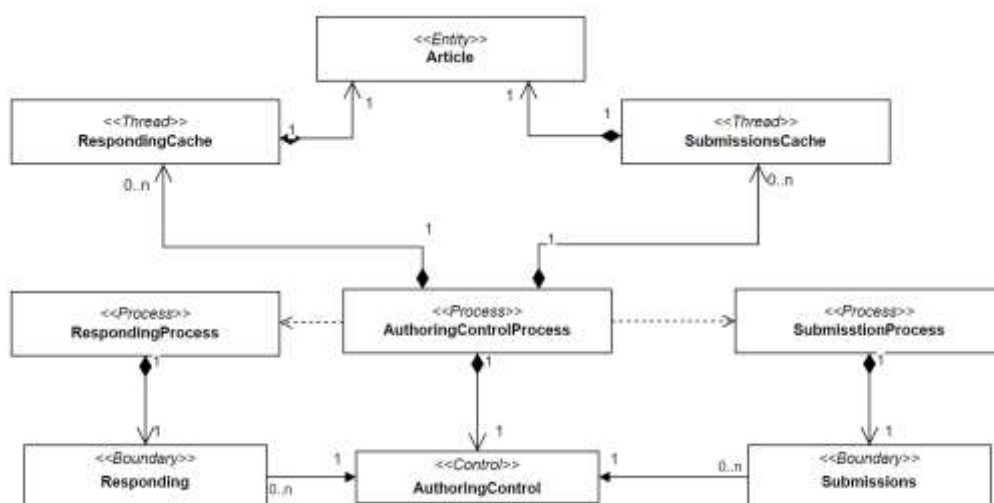 <<Entity>>
Article
1
1
<<Thread>>
RespondingCache
1
1
<<Thread>>
SubmissionsCache
0..n
0..n
1
1
<<Process>>
RespondingProcess
<<Process>>
AuthoringControlProcess
<<Process>>
SubmisstionProcess
1
1
1
1
1
1
<<Boundary>>
Responding
0..n
1
<<Control>>
AuthoringControl
1
0..n
<<Boundary>>
Submissions